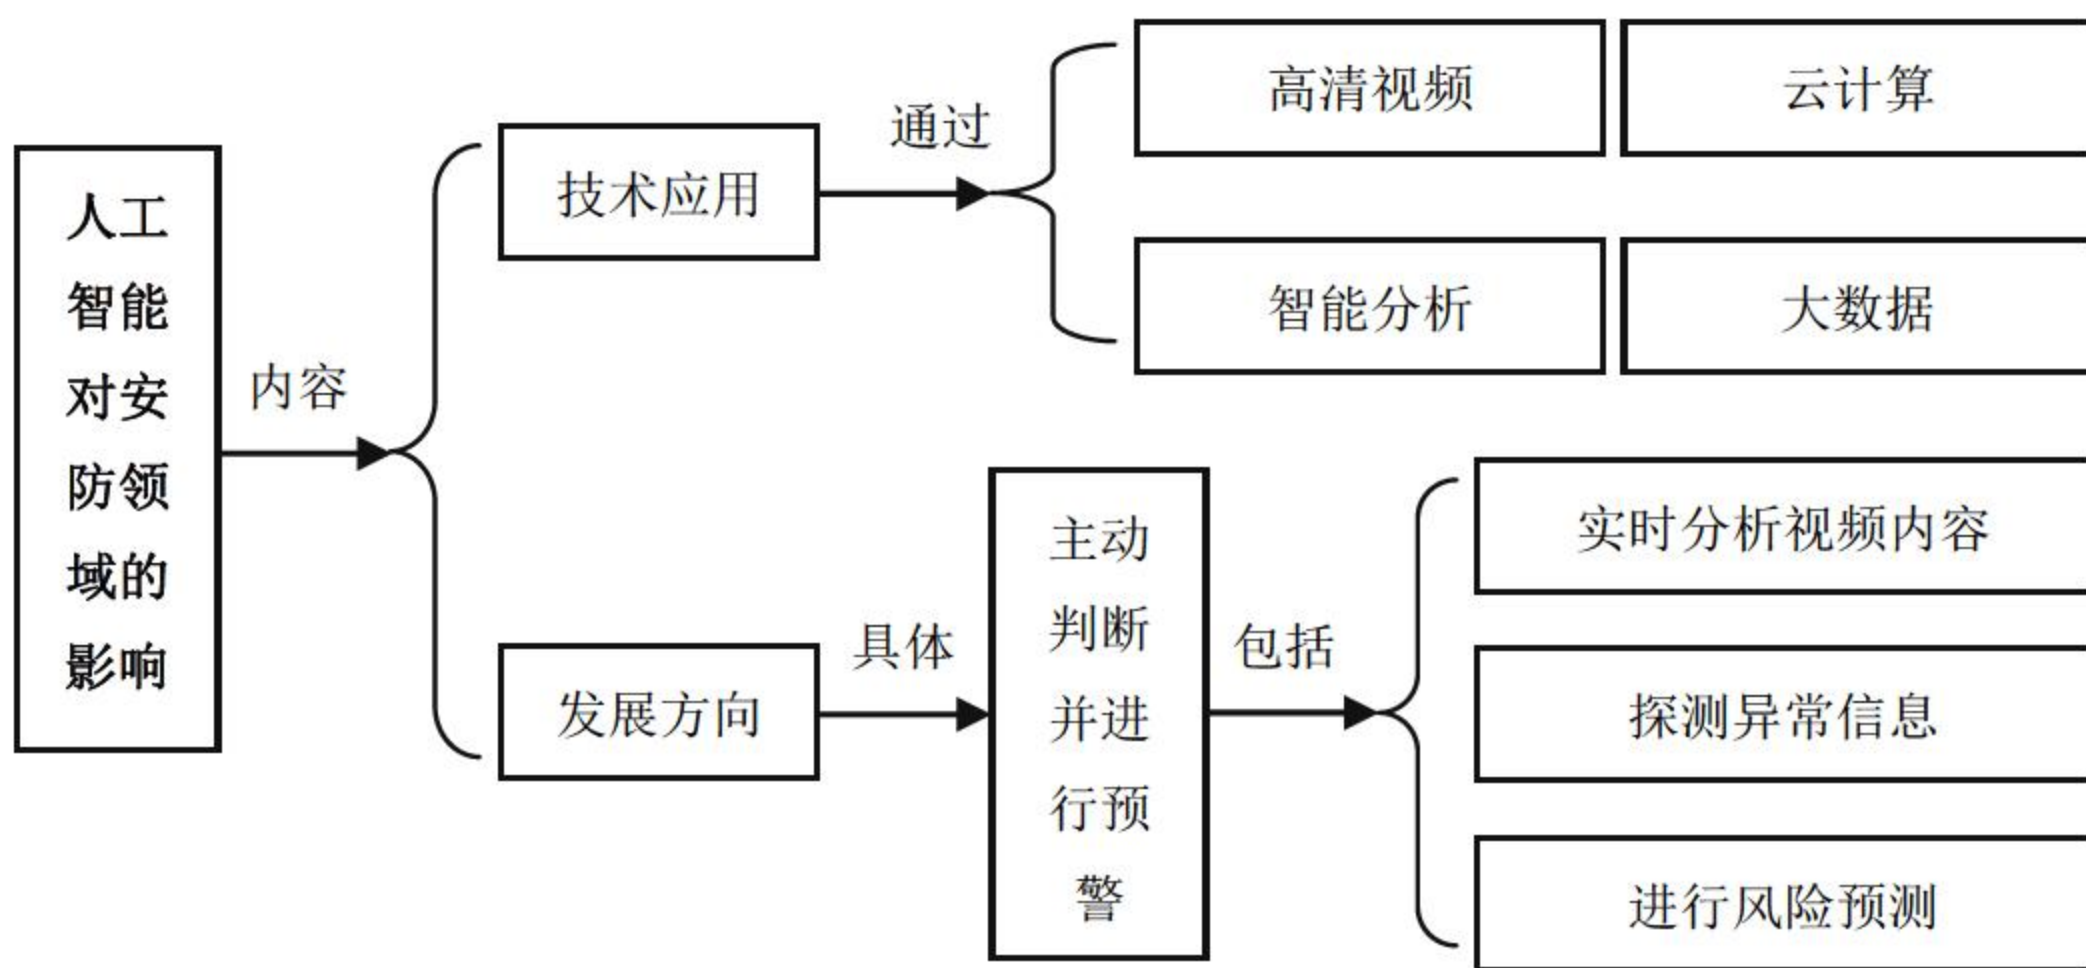 人工
智能
对安
防领
域的
影响
内容
技术应用
通过
高清视频
云计算
智能分析
大数据
发展方向
具体
主动
判断
并进
行预
警
包括
实时分析视频内容
探测异常信息
进行风险预测